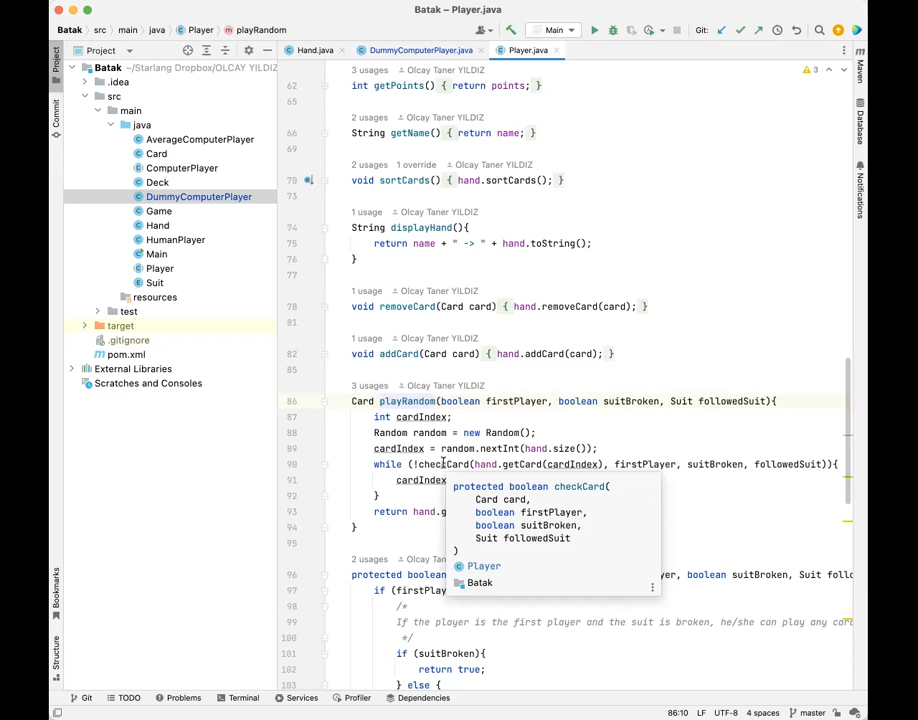 Batak – Player.java
Batak src main java Player playRandom
Main
Git:
Project
Hand.java
DummyComputerPlayer.java
Player.java
Project
Commit
Bookmarks
Structure
Maven
Database
Notifications
3
Batak ~/Starlang Dropbox/OLCAY YILDIZ
.idea
src
main
java
AverageComputerPlayer
Card
ComputerPlayer
Deck
DummyComputerPlayer
Game
Hand
HumanPlayer
Main
Player
Suit
resources
test
target
.gitignore
pom.xml
External Libraries
Scratches and Consoles
3 usages Olcay Taner YILDIZ
62 int getPoints() { return points; }
65
2 usages Olcay Taner YILDIZ
66 String getName() { return name; }
69
2 usages 1 override Olcay Taner YILDIZ
70 void sortCards() { hand.sortCards(); }
73
1 usage Olcay Taner YILDIZ
74 String displayHand(){
75 return name + " -> " + hand.toString();
76 }
77
1 usage Olcay Taner YILDIZ
78 void removeCard(Card card) { hand.removeCard(card); }
81
1 usage Olcay Taner YILDIZ
82 void addCard(Card card) { hand.addCard(card); }
85
3 usages Olcay Taner YILDIZ
86 Card playRandom(boolean firstPlayer, boolean suitBroken, Suit followedSuit){
87 int cardIndex;
88 Random random = new Random();
89 cardIndex = random.nextInt(hand.size());
90 while (!checkCard(hand.getCard(cardIndex), firstPlayer, suitBroken, followedSuit)){
91 cardIndex
92 }
93 return hand.g
94 }
95
protected boolean checkCard(
Card card,
boolean firstPlayer,
boolean suitBroken,
Suit followedSuit
)
Player
Batak
2 usages Olcay Tan
96 protected boolean yer, boolean suitBroken, Suit follo
97 if (firstPlay
98 /*
99 If the player is the first player and the suit is broken, he/she can play any car
100 */
101 if (suitBroken){
102 return true;
103 } else {
Git TODO Problems Terminal Services Profiler Dependencies
86:10 LF UTF-8 4 spaces master